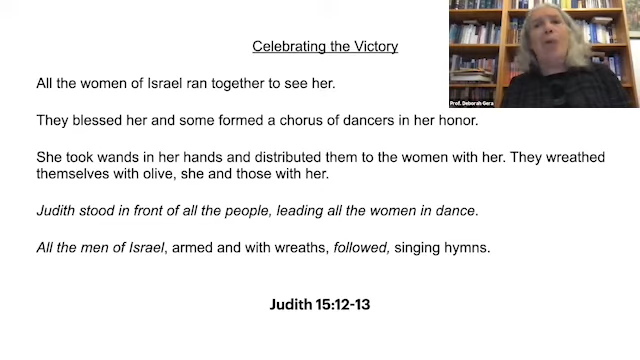 Celebrating the Victory
All the women of Israel ran together to see her.
They blessed her and some formed a chorus of dancers in her honor.
She took wands in her hands and distributed them to the women with her. They wreathed
themselves with olive, she and those with her.
Judith stood in front of all the people, leading all the women in dance.
All the men of Israel, armed and with wreaths, followed, singing hymns.
Judith 15:12-13
Prof. Deborah Gera